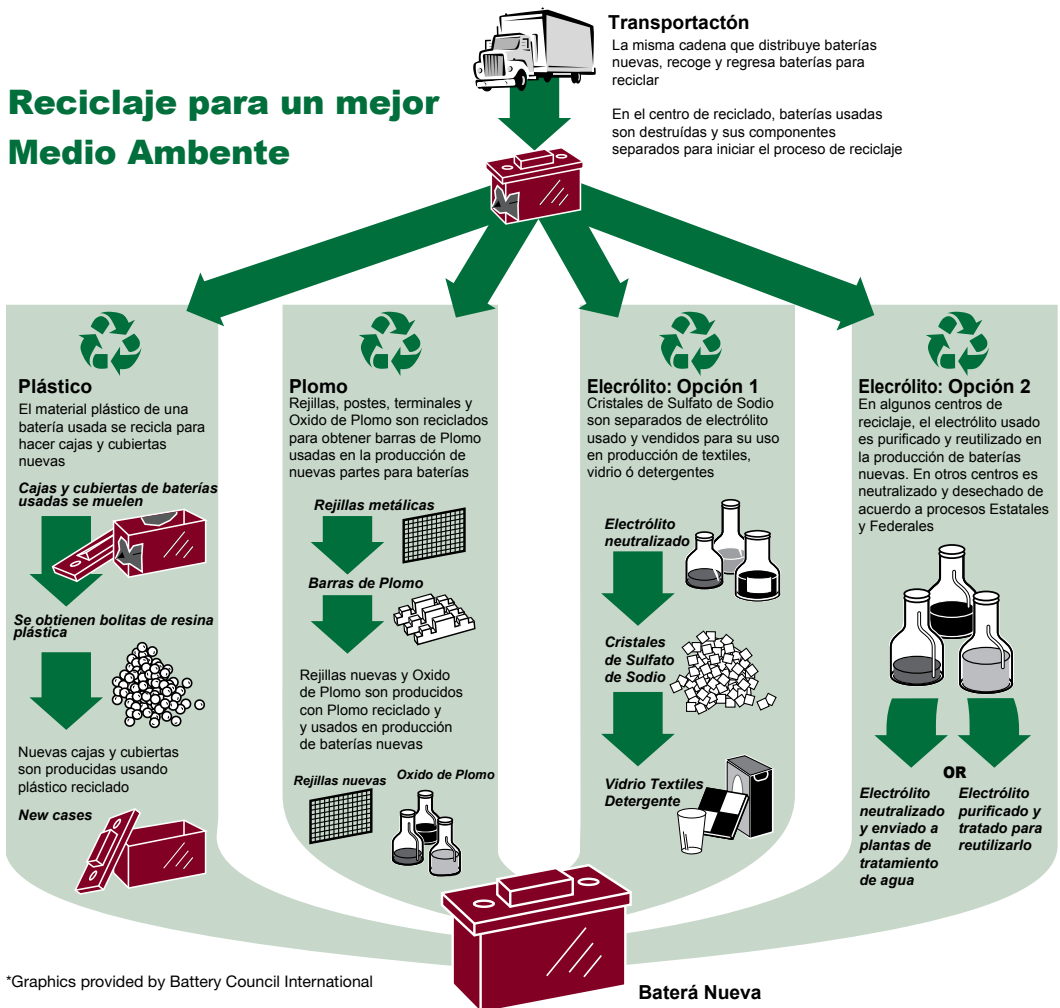 Reciclaje para un mejor
Medio Ambiente
Transportactón
La misma cadena que distribuye baterías
nuevas, recoge y regresa baterías para
reciclar
En el centro de reciclado, baterías usadas
son destruídas y sus componentes
separados para iniciar el proceso de reciclaje
Plástico
El material plástico de una
batería usada se recicla para
hacer cajas y cubiertas
nuevas
Cajas y cubiertas de baterías
usadas se muelen
Se obtienen bolitas de resina
plástica
Nuevas cajas y cubiertas
son producidas usando
plástico reciclado
New cases
Plomo
Rejillas, postes, terminales y
Oxido de Plomo son reciclados
para obtener barras de Plomo
usadas en la producción de
nuevas partes para baterías
Rejillas metálicas
Barras de Plomo
Rejillas nuevas y Oxido
de Plomo son producidos
con Plomo reciclado y
y usados en producción
de baterías nuevas
Rejillas nuevas
Oxido de Plomo
Elecrólito: Opción 1
Cristales de Sulfato de Sodio
son separados de electrólito
usado y vendidos para su uso
en producción de textiles,
vidrio ó detergentes
Electrólito
neutralizado
Cristales
de Sulfato
de Sodio
Vidrio Textiles
Detergente
Elecrólito: Opción 2
En algunos centros de
reciclaje, el electrólito usado
es purificado y reutilizado en
la producción de baterías
nuevas. En otros centros es
neutralizado y desechado de
acuerdo a procesos Estatales
y Federales
OR
Electrólito
neutralizado
y enviado a
plantas de
tratamiento
de agua
Electrólito
purificado y
tratado para
reutilizarlo
*Graphics provided by Battery Council International
Baterá Nueva